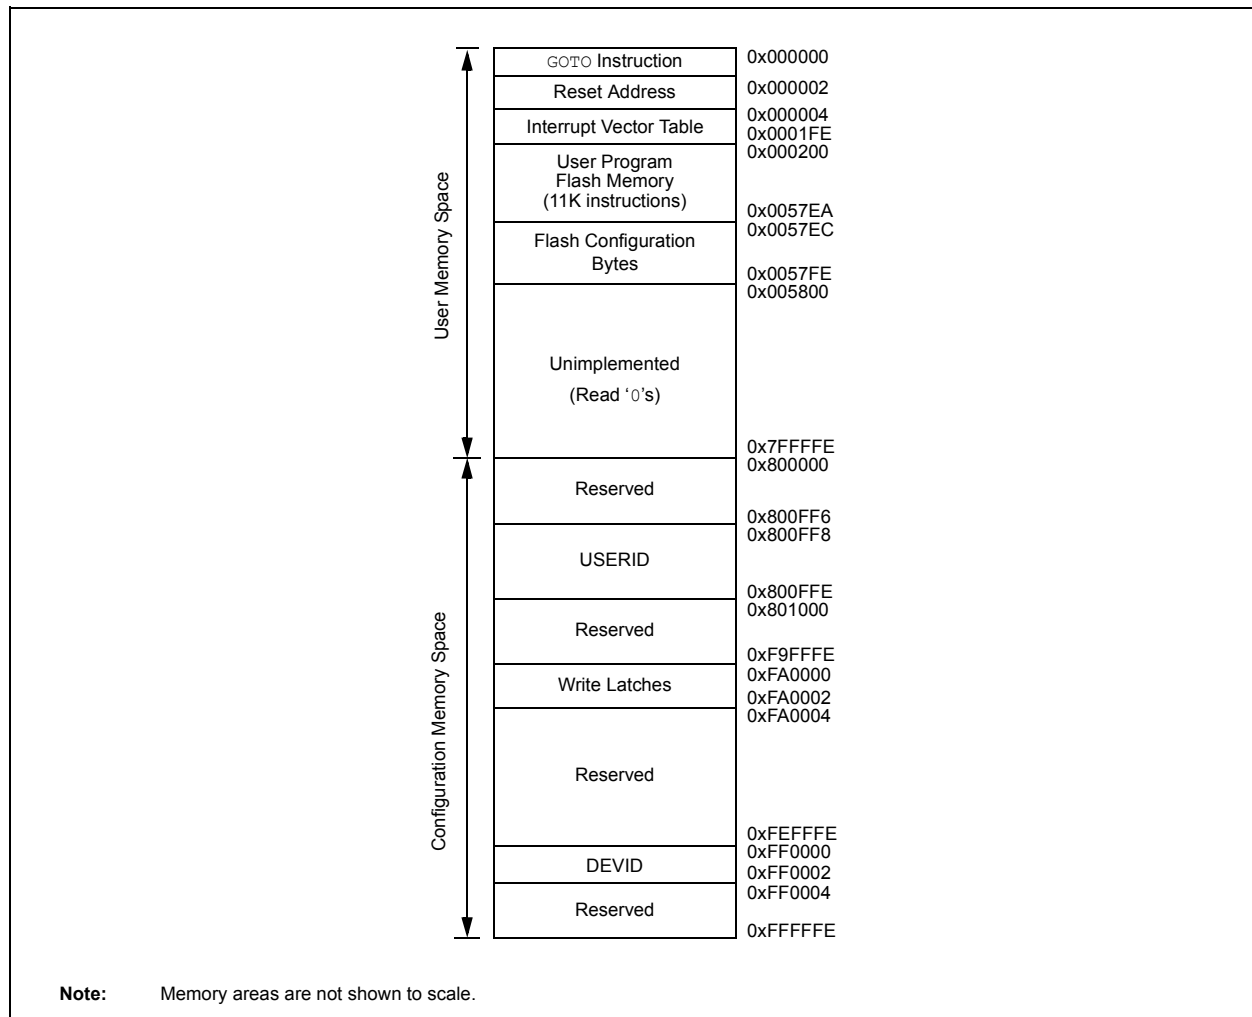 GOTO Instruction
0x000000
Reset Address
0x000002
Interrupt Vector Table
0x000004
0x0001FE
User Program
Flash Memory
(11K instructions)
0x000200
0x0057EA
Flash Configuration
Bytes
0x0057EC
0x0057FE
Unimplemented
(Read ‘0’s)
0x005800
0x7FFFFE
User Memory Space
Reserved
0x800000
0x800FF6
USERID
0x800FF8
0x800FFE
Reserved
0x801000
0xF9FFFE
Write Latches
0xFA0000
0xFA0002
Reserved
0xFA0004
0xFEFFFE
DEVID
0xFF0000
0xFF0002
Reserved
0xFF0004
0xFFFFFE
Configuration Memory Space
Note: Memory areas are not shown to scale.